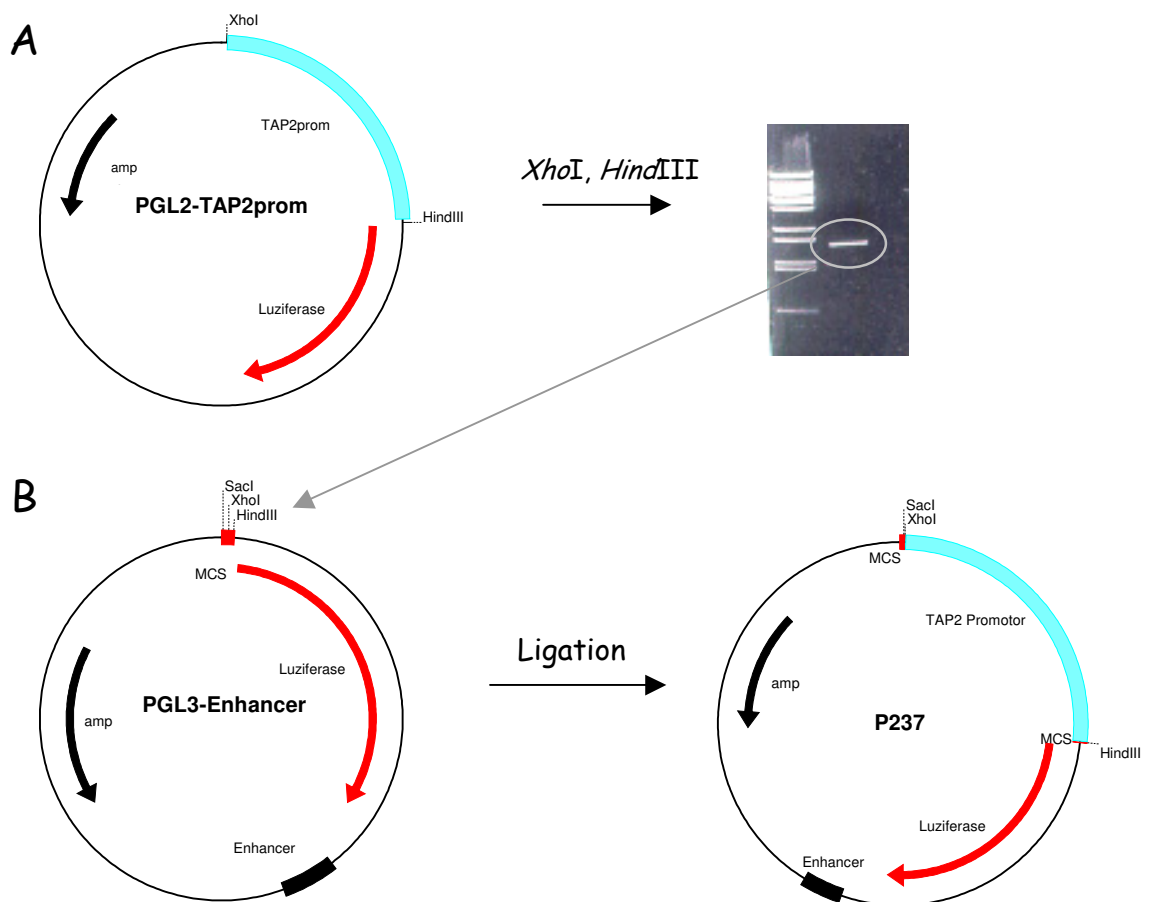 A
XhoI
TAP2prom
amp
PGL2-TAP2prom
HindIII
Luziferase
XhoI, HindIII
B
SacI
XhoI
HindIII
MCS
Luziferase
amp
PGL3-Enhancer
Enhancer
Ligation
SacI
XhoI
MCS
TAP2 Promotor
amp
P237
MCS
HindIII
Luziferase
Enhancer